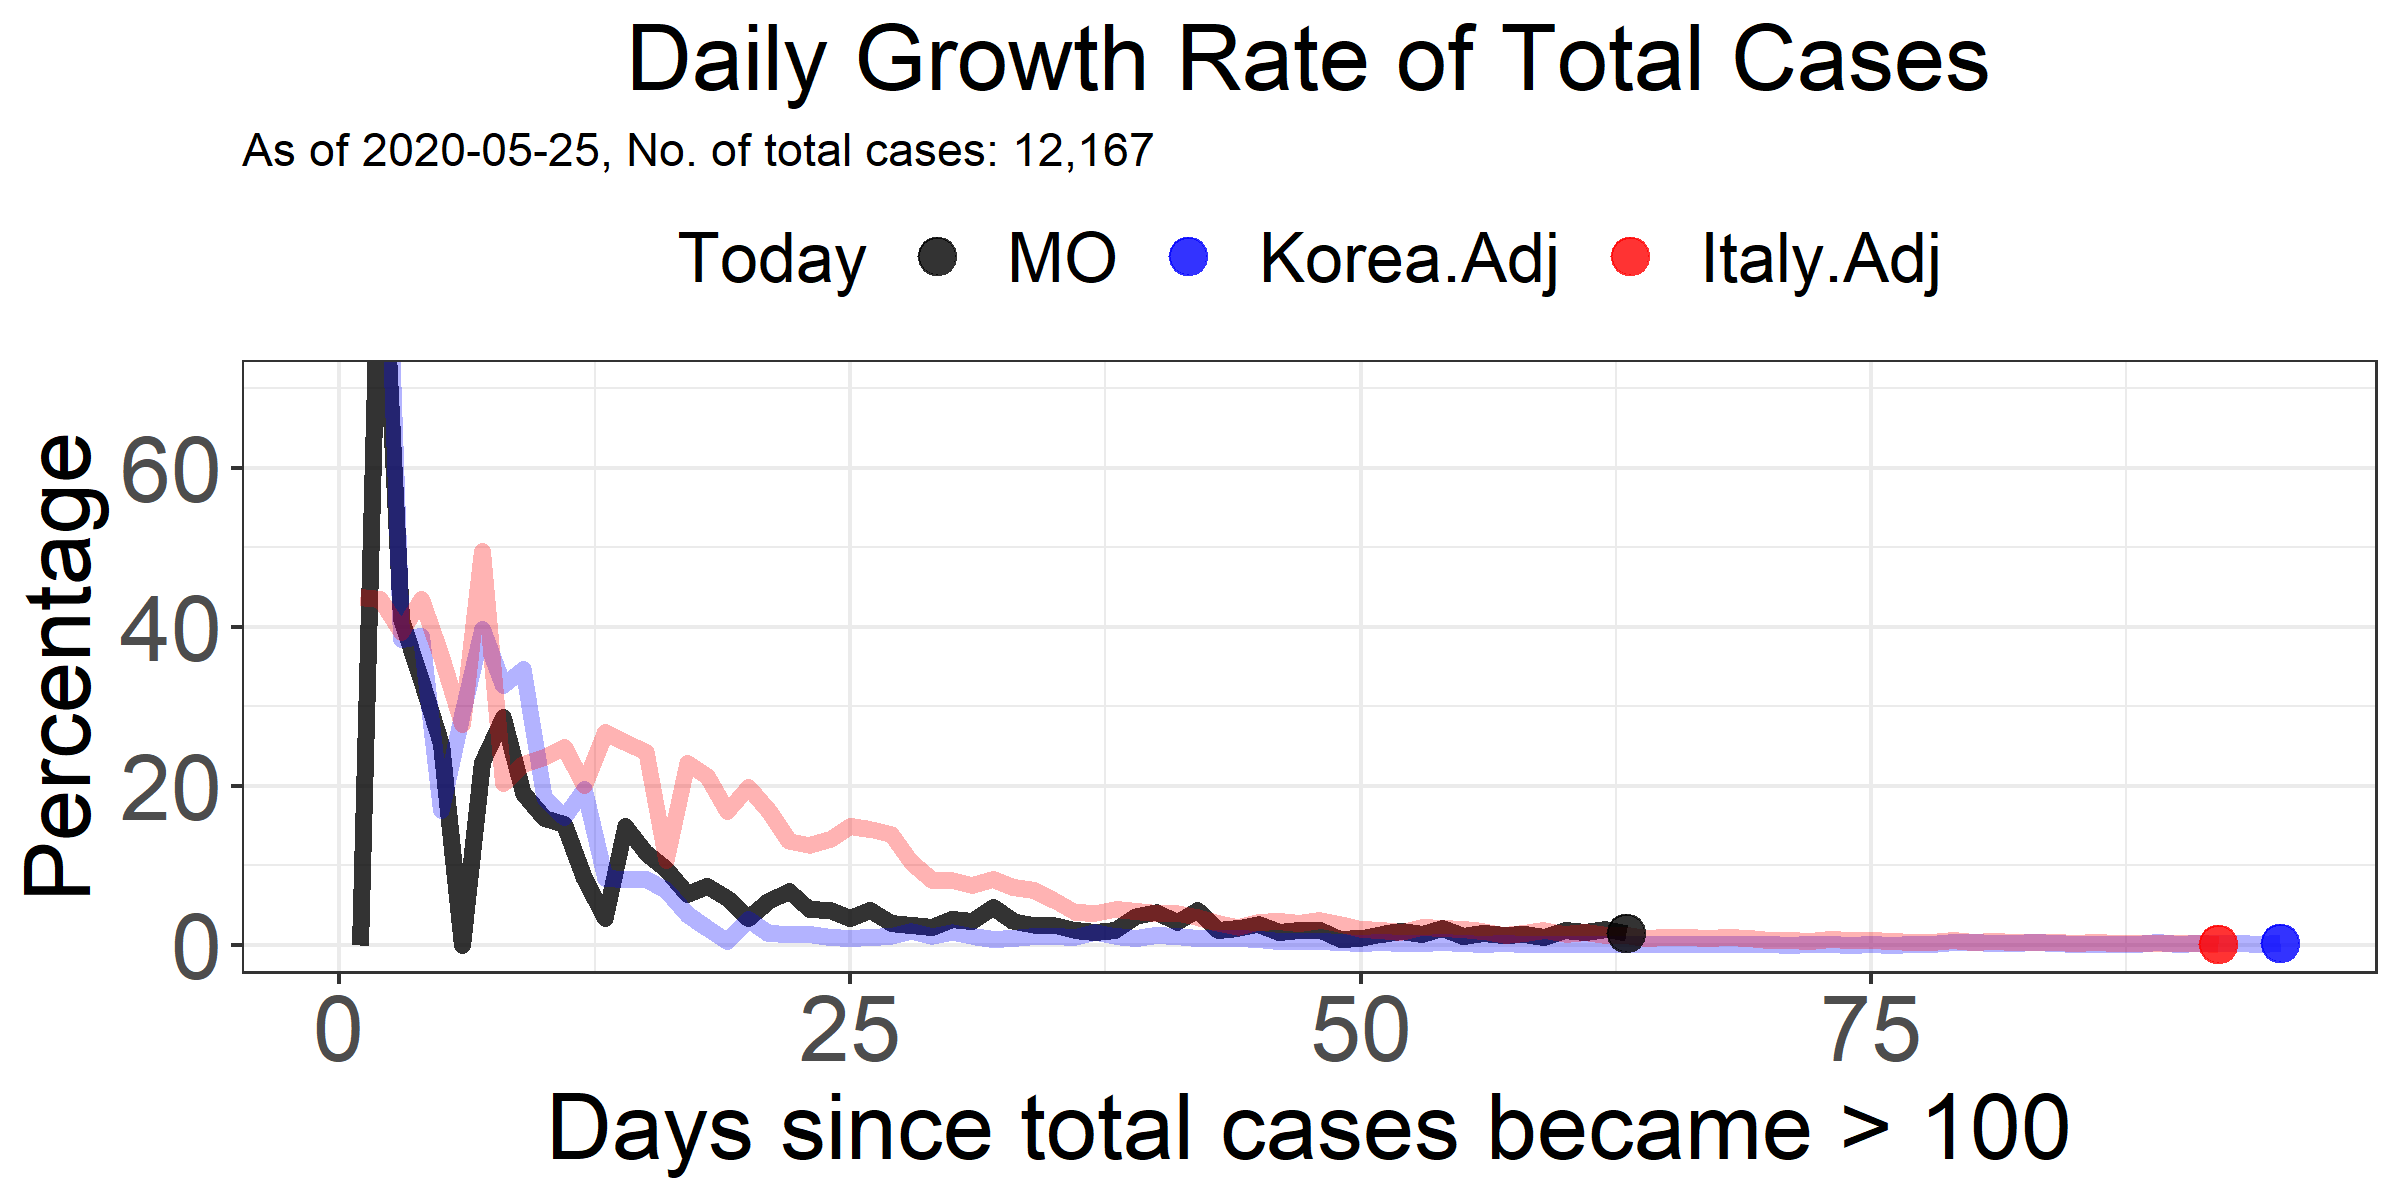 Daily Growth Rate of Total Cases
As of 2020-05-25, No. of total cases: 12,167
Today MO Korea.Adj Italy.Adj
Percentage
60
40
20
0
0 25 50 75
Days since total cases became > 100